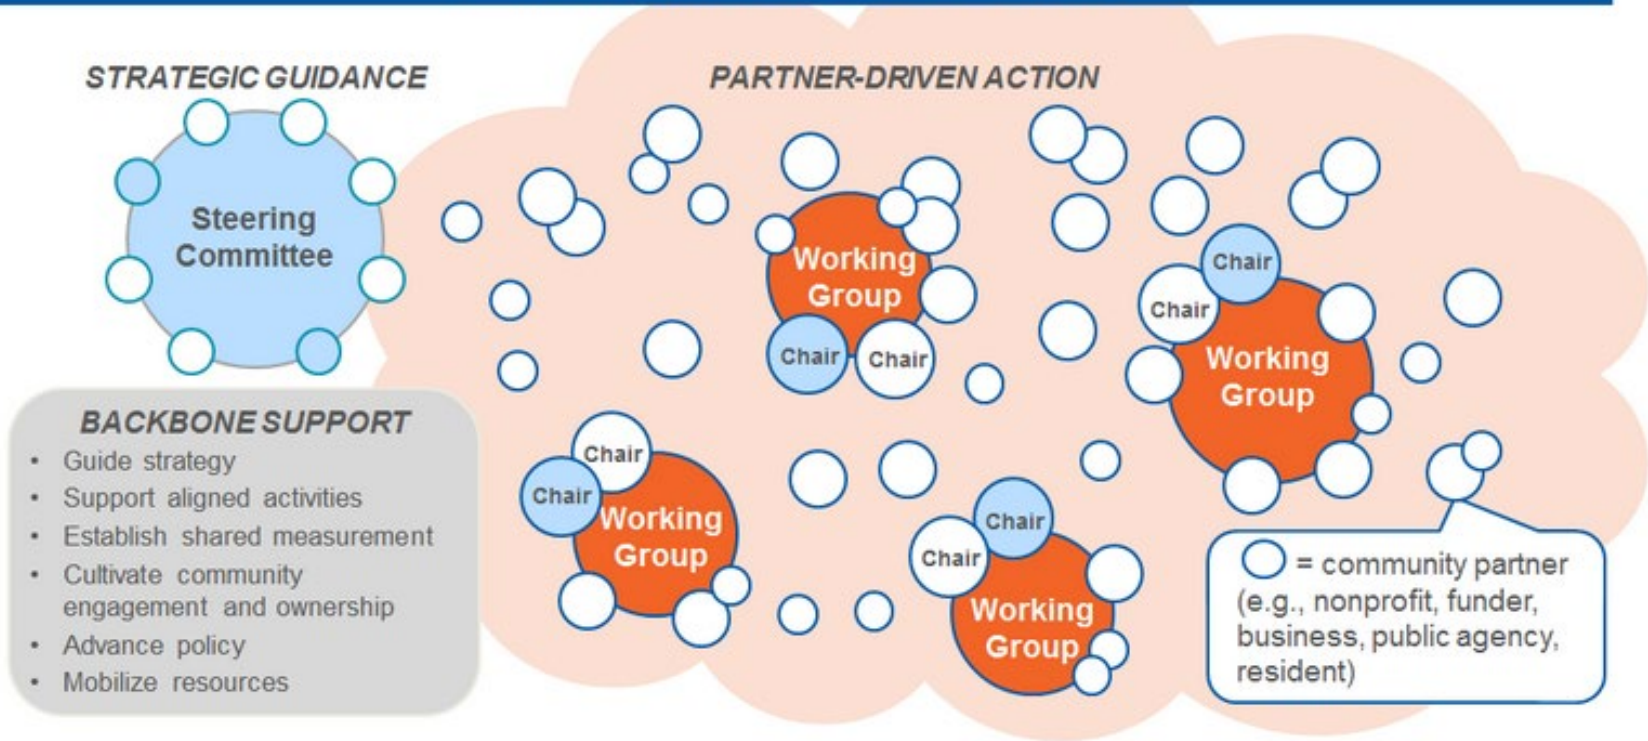 STRATEGIC GUIDANCE
Steering
Committee
BACKBONE SUPPORT
• Guide strategy
• Support aligned activities
• Establish shared measurement
• Cultivate community
engagement and ownership
• Advance policy
• Mobilize resources
PARTNER-DRIVEN ACTION
Working
Group
Chair
Chair
Chair
Chair
Working
Group
Chair
Chair
Working
Group
Chair
Chair
Working
Group
= community partner
(e.g., nonprofit, funder,
business, public agency,
resident)